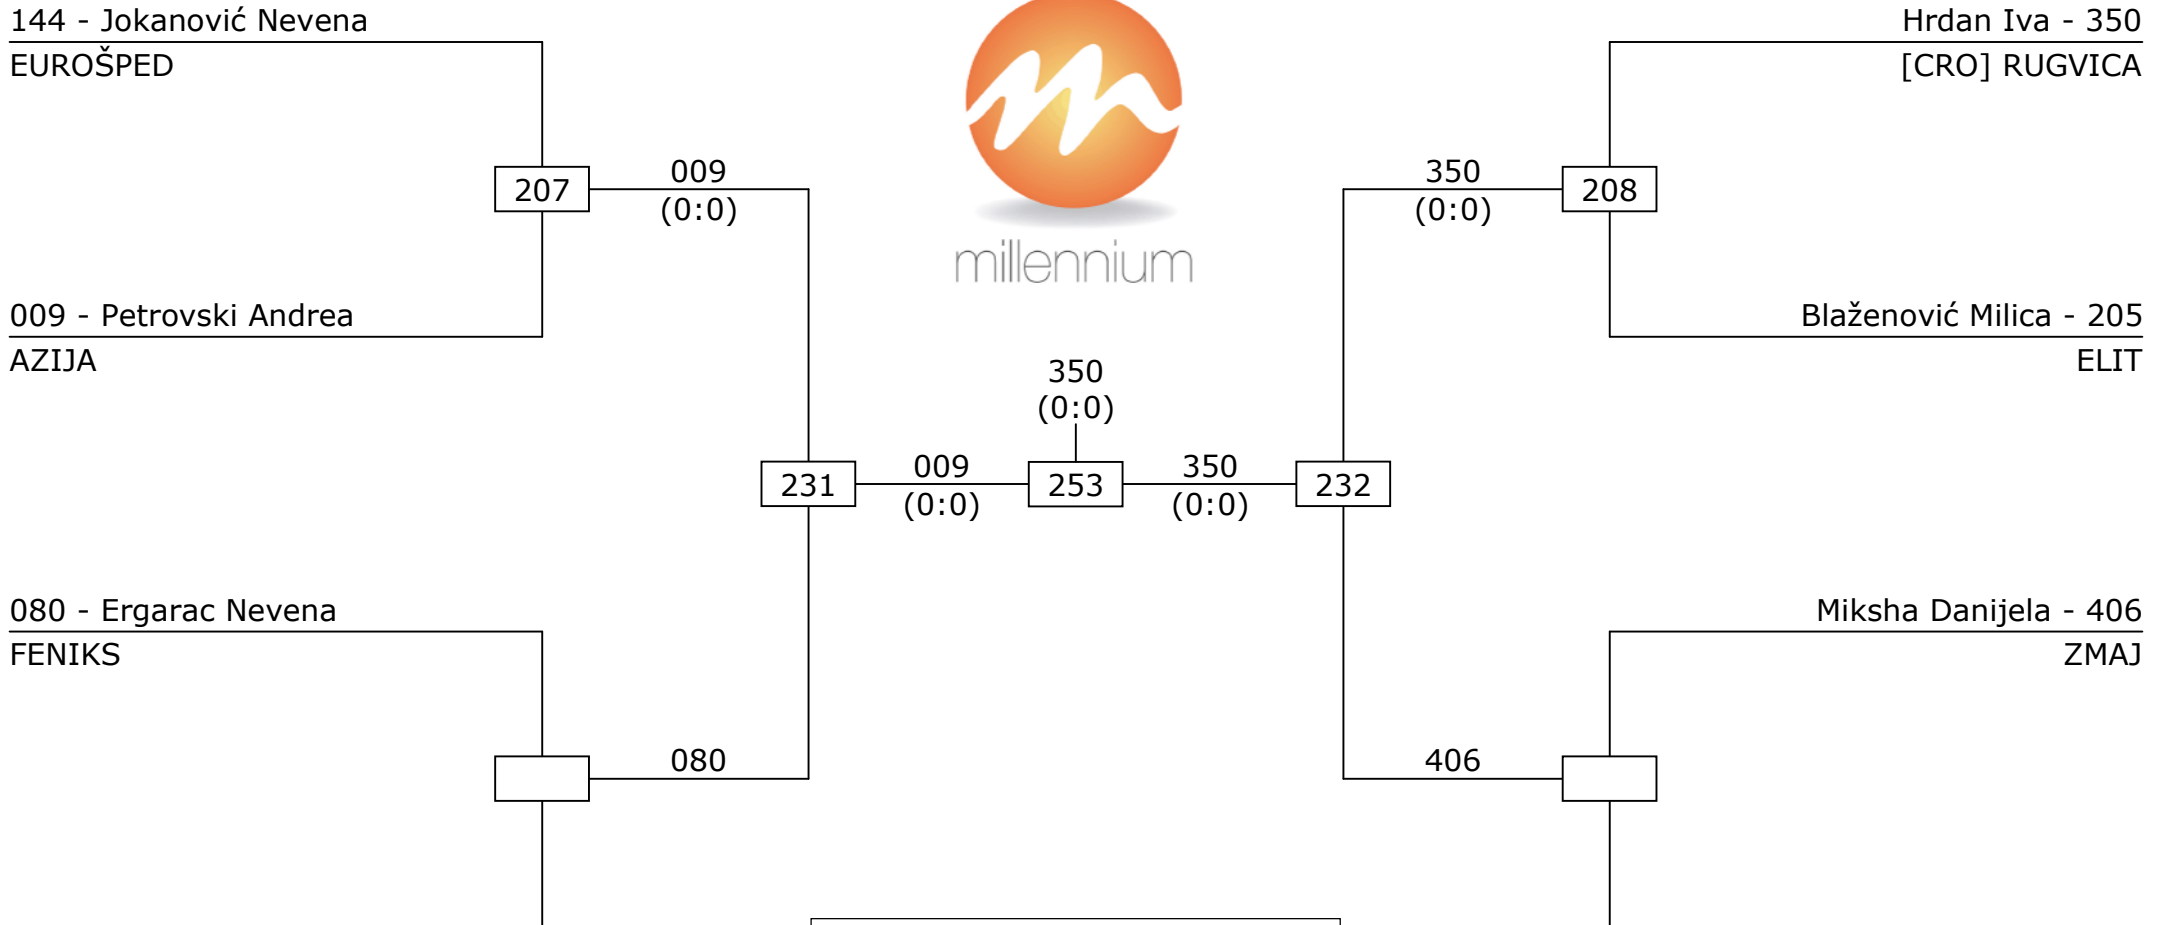 144 - Jokanović Nevena
EUROŠPED
Hrdan Iva - 350
[CRO] RUGVICA
millennium
207
009
(0:0)
350
(0:0)
208
009 - Petrovski Andrea
AZIJA
Blaženović Milica - 205
ELIT
350
(0:0)
231
009
(0:0)
253
350
(0:0)
232
080 - Ergarac Nevena
FENIKS
Miksha Danijela - 406
ZMAJ
080
406